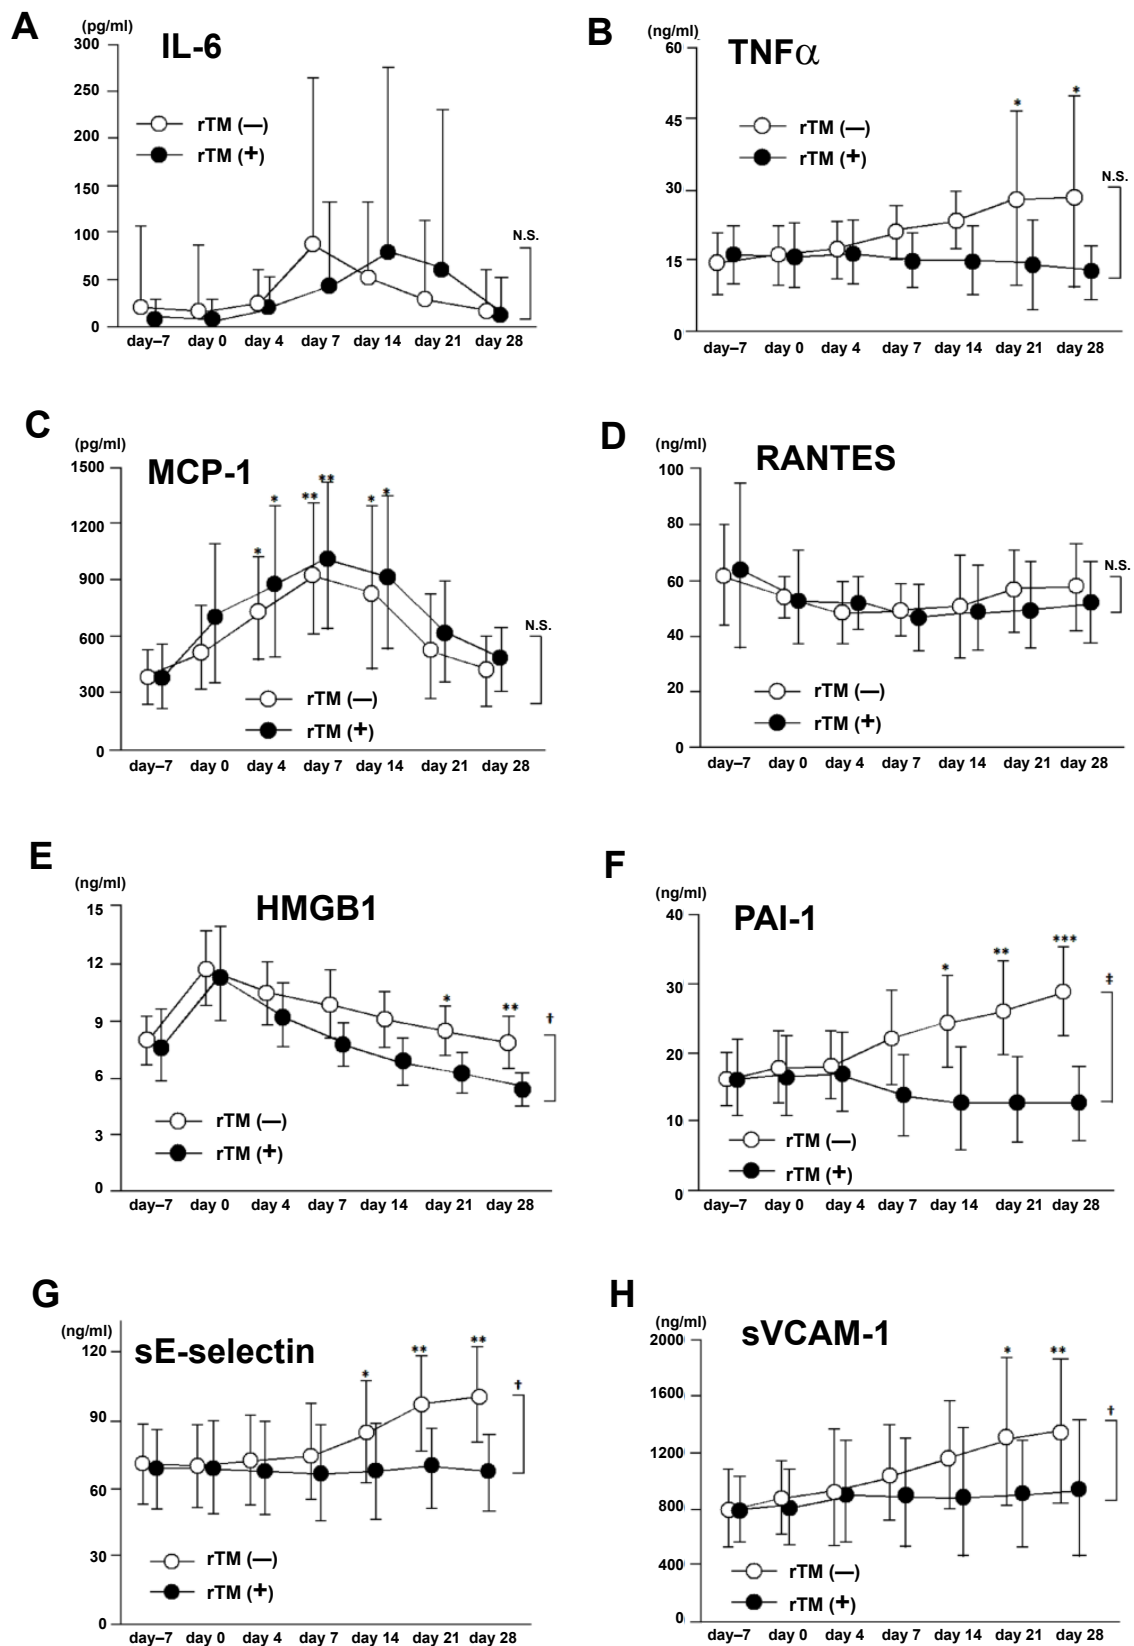 A
(pg/ml)
IL-6
300
250
200
150
100
50
0
rTM (—)
rTM (+)
N.S.
day–7 day 0 day 4 day 7 day 14 day 21 day 28
B
(ng/ml)
TNFα
60
45
30
15
0
rTM (—)
rTM (+)
* *
N.S.
day–7 day 0 day 4 day 7 day 14 day 21 day 28
C
(pg/ml)
MCP-1
1500
1200
900
600
300
0
* * ** ** * *
N.S.
rTM (—)
rTM (+)
day–7 day 0 day 4 day 7 day 14 day 21 day 28
D
(ng/ml)
RANTES
100
80
60
40
20
0
N.S.
rTM (—)
rTM (+)
day–7 day 0 day 4 day 7 day 14 day 21 day 28
E
(ng/ml)
HMGB1
15
12
9
6
3
0
* **
†
rTM (—)
rTM (+)
day–7 day 0 day 4 day 7 day 14 day 21 day 28
F
(ng/ml)
PAI-1
40
30
20
10
0
* ** ***
‡
rTM (—)
rTM (+)
day–7 day 0 day 4 day 7 day 14 day 21 day 28
G
(ng/ml)
sE-selectin
120
90
60
30
0
* ** **
†
rTM (—)
rTM (+)
day–7 day 0 day 4 day 7 day 14 day 21 day 28
H
(ng/ml)
sVCAM-1
2000
1600
1200
800
400
0
* **
†
rTM (—)
rTM (+)
day–7 day 0 day 4 day 7 day 14 day 21 day 28